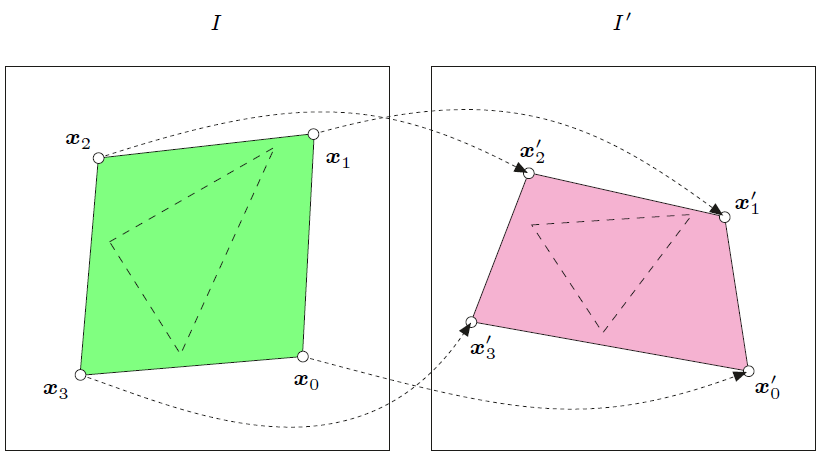 I I′
x₂ x₁ x′₂ x′₁
x₃ x₀ x′₃ x′₀